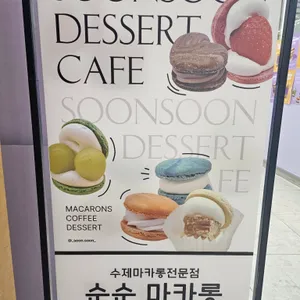 SOONSOON
DESSERT
CAFE
SOONSOON
DESSERT
CAFE
MACARONS
COFFEE
DESSERT
수제마카롱전문점
순순 마카롱